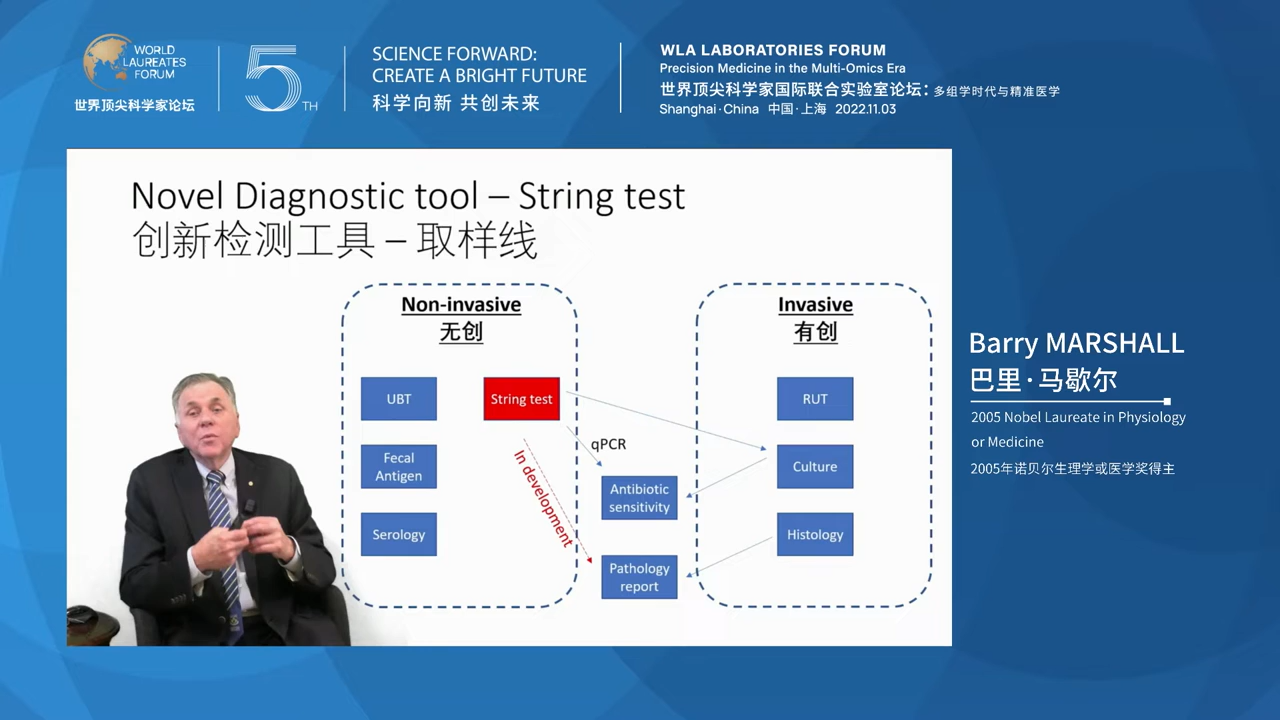 WORLD
LAUREATES
FORUM
世界顶尖科学家论坛
5TH
SCIENCE FORWARD:
CREATE A BRIGHT FUTURE
科学向新 共创未来
WLA LABORATORIES FORUM
Precision Medicine in the Multi-Omics Era
世界顶尖科学家国际联合实验室论坛：多组学时代与精准医学
Shanghai·China 中国·上海 2022.11.03
Novel Diagnostic tool – String test
创新检测工具 – 取样线
Non-invasive
无创
UBT
String test
Fecal
Antigen
Serology
In development
qPCR
Antibiotic
sensitivity
Pathology
report
Invasive
有创
RUT
Culture
Histology
Barry MARSHALL
巴里·马歇尔
2005 Nobel Laureate in Physiology
or Medicine
2005年诺贝尔生理学或医学奖得主